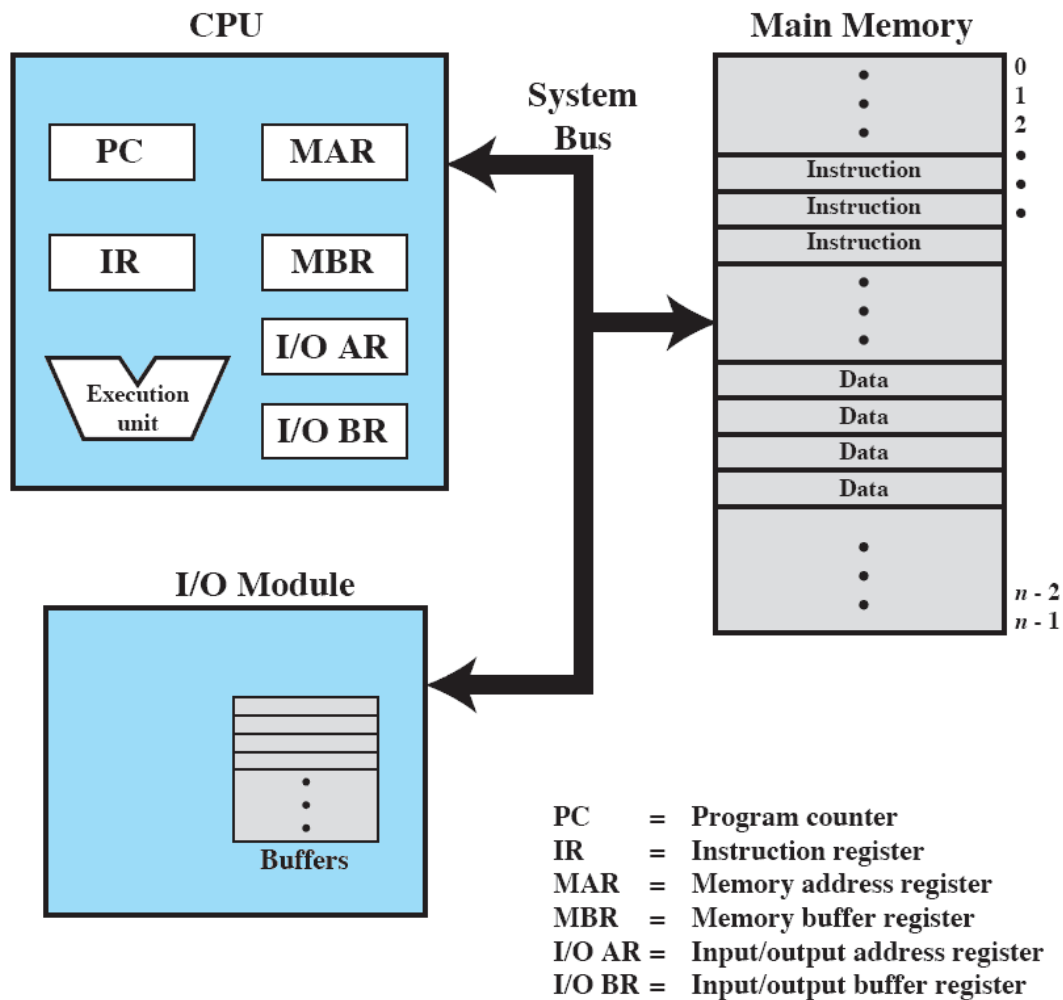 CPU
PC
MAR
IR
MBR
I/O AR
I/O BR
Execution
unit
System
Bus
Main Memory
0
1
2
Instruction
Instruction
Instruction
Data
Data
Data
Data
n - 2
n - 1
I/O Module
Buffers
PC = Program counter
IR = Instruction register
MAR = Memory address register
MBR = Memory buffer register
I/O AR = Input/output address register
I/O BR = Input/output buffer register